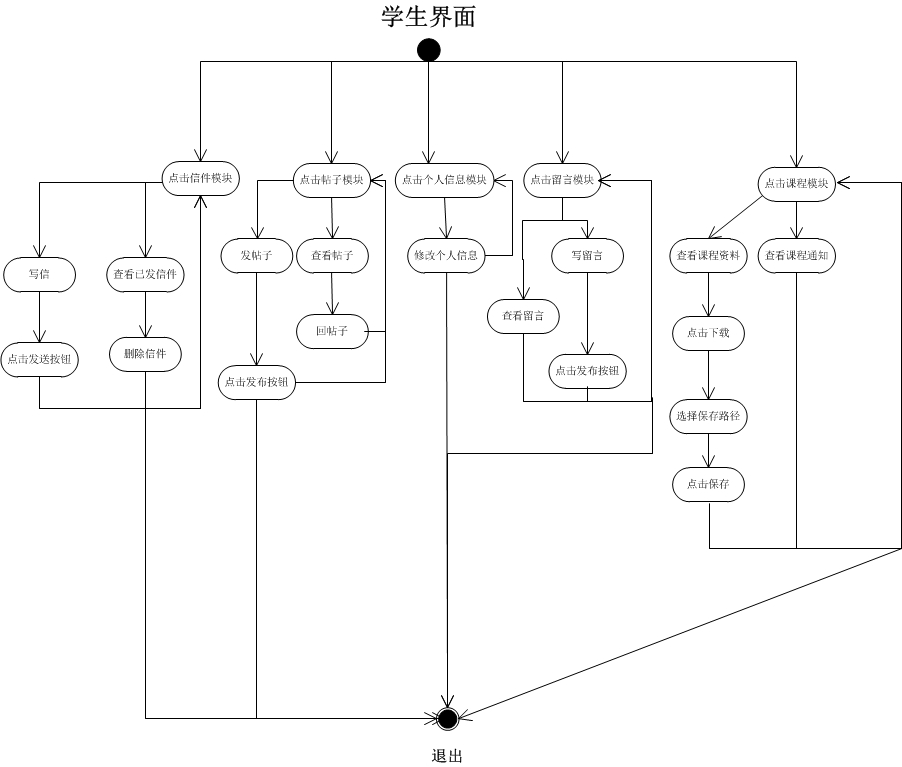 学生界面
点击信件模块
点击帖子模块
点击个人信息模块
点击留言模块
点击课程模块
写信
查看已发信件
发帖子
查看帖子
修改个人信息
写留言
查看课程资料
查看课程通知
点击发送按钮
删除信件
点击发布按钮
回帖子
查看留言
点击发布按钮
点击下载
选择保存路径
点击保存
退出